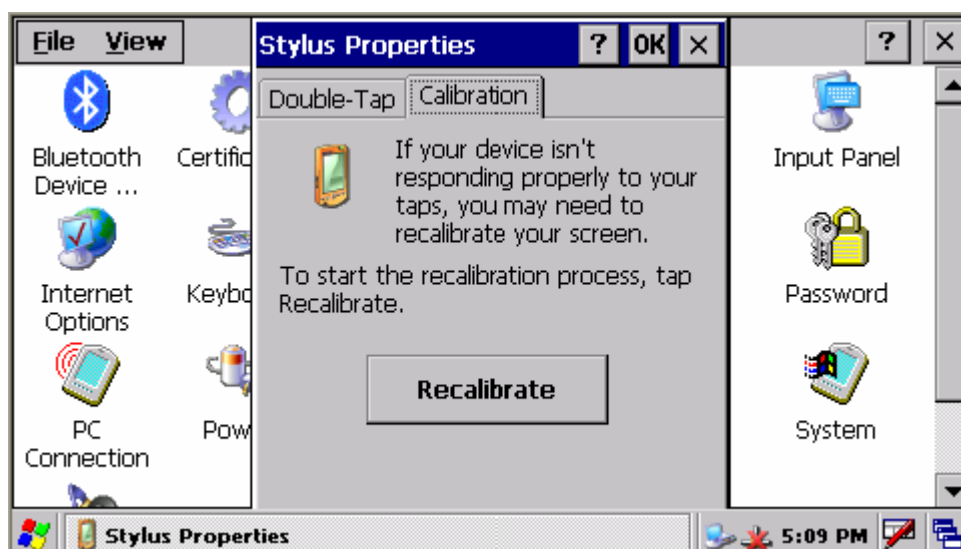 File View
Stylus Properties ? OK ×
? ×
Double-Tap Calibration
If your device isn't
responding properly to your
taps, you may need to
recalibrate your screen.
To start the recalibration process, tap
Recalibrate.
Recalibrate
Bluetooth
Device ...
Certific
Input Panel
Internet
Options
Keybo
Password
PC
Connection
Pow
System
Stylus Properties
5:09 PM